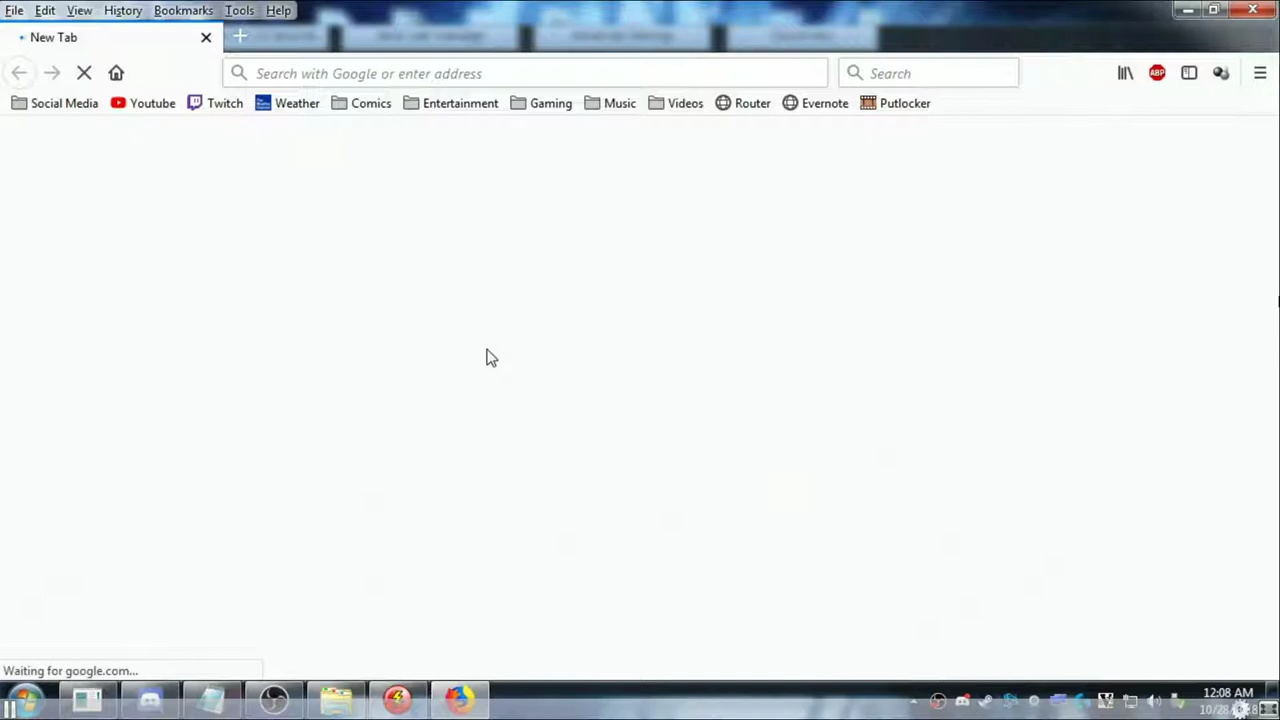 File Edit View History Bookmarks Tools Help
New Tab
Search with Google or enter address
Search
ABP
Social Media Youtube Twitch Weather Comics Entertainment Gaming Music Videos Router Evernote Putlocker
Waiting for google.com...
12:08 AM